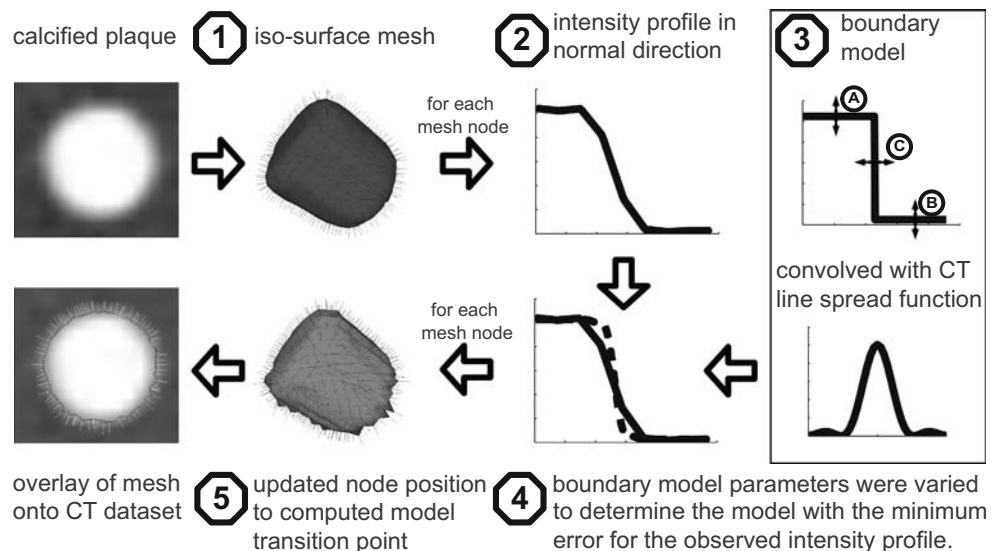 calcified plaque
1
iso-surface mesh
2
intensity profile in
normal direction
3
boundary
model
for each
mesh node
A
C
B
convolved with CT
line spread function
for each
mesh node
overlay of mesh
onto CT dataset
5
updated node position
to computed model
transition point
4
boundary model parameters were varied
to determine the model with the minimum
error for the observed intensity profile.